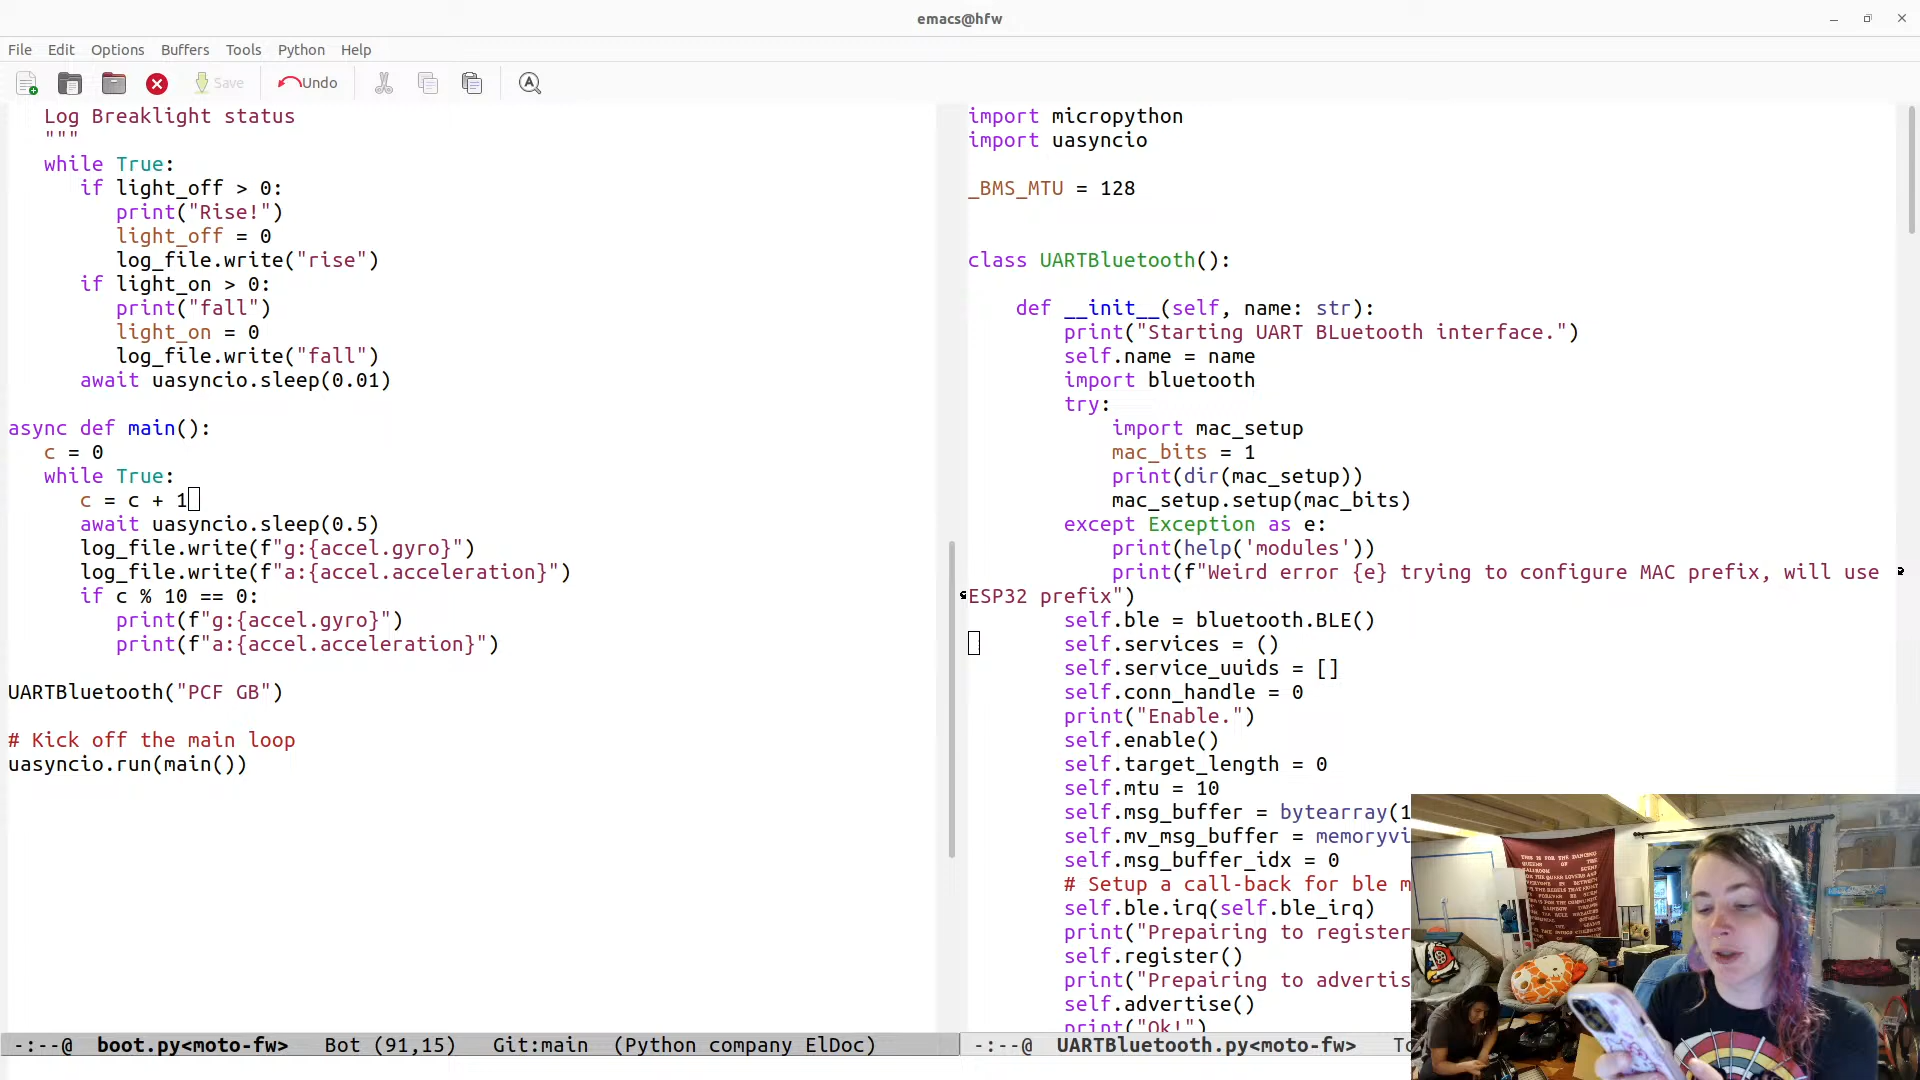 emacs@hfw
File Edit Options Buffers Tools Python Help
Save Undo
Log Breaklight status
"""
while True:
if light_off > 0:
print("Rise!")
light_off = 0
log_file.write("rise")
if light_on > 0:
print("fall")
light_on = 0
log_file.write("fall")
await uasyncio.sleep(0.01)
async def main():
c = 0
while True:
c = c + 1
await uasyncio.sleep(0.5)
log_file.write(f"g:{accel.gyro}")
log_file.write(f"a:{accel.acceleration}")
if c % 10 == 0:
print(f"g:{accel.gyro}")
print(f"a:{accel.acceleration}")
UARTBluetooth("PCF GB")
# Kick off the main loop
uasyncio.run(main())
-:--@ boot.py<moto-fw> Bot (91,15) Git:main (Python company ElDoc)
import micropython
import uasyncio
_BMS_MTU = 128
class UARTBluetooth():
def __init__(self, name: str):
print("Starting UART BLuetooth interface.")
self.name = name
import bluetooth
try:
import mac_setup
mac_bits = 1
print(dir(mac_setup))
mac_setup.setup(mac_bits)
except Exception as e:
print(help('modules'))
print(f"Weird error {e} trying to configure MAC prefix, will use
ESP32 prefix")
self.ble = bluetooth.BLE()
self.services = ()
self.service_uuids = []
self.conn_handle = 0
print("Enable.")
self.enable()
self.target_length = 0
self.mtu = 10
self.msg_buffer = bytearray(1
self.mv_msg_buffer = memoryvi
self.msg_buffer_idx = 0
# Setup a call-back for ble m
self.ble.irq(self.ble_irq)
print("Prepairing to register
self.register()
print("Prepairing to advertis
self.advertise()
print("Ok!")
-:--@ UARTBluetooth.py<moto-fw> To
THIS IS FOR THE DANCING